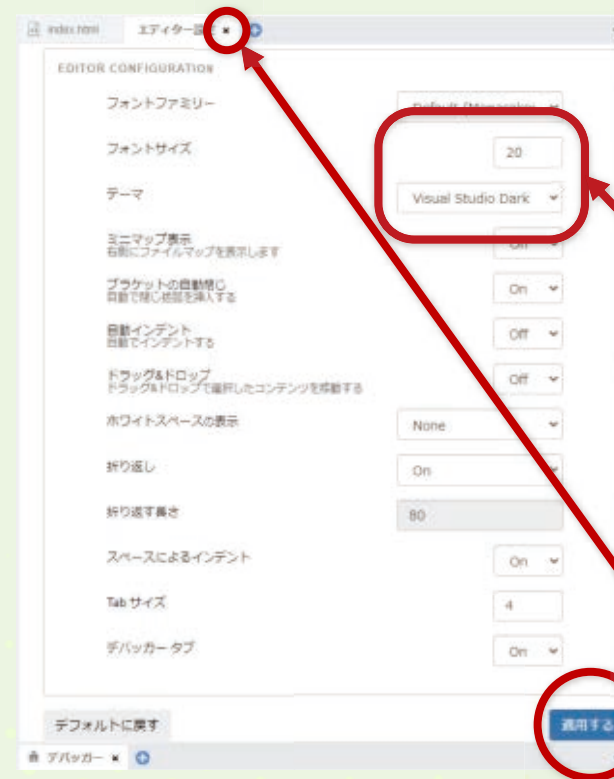 index.html エディター設定 ×
EDITOR CONFIGURATION
フォントファミリー Default (Monospace)
フォントサイズ 20
テーマ Visual Studio Dark
ミニマップ表示 Off
右側にファイルマップを表示します
ブラケットの自動閉じ On
自動で閉じ括弧を挿入する
自動インデント Off
自動でインデントする
ドラッグ&ドロップ Off
ドラッグ&ドロップで選択したコンテンツを移動する
ホワイトスペースの表示 None
折り返し On
折り返す長さ 80
スペースによるインデント On
Tab サイズ 4
デバッガー タブ On
デフォルトに戻す 適用する
デバッガー ×